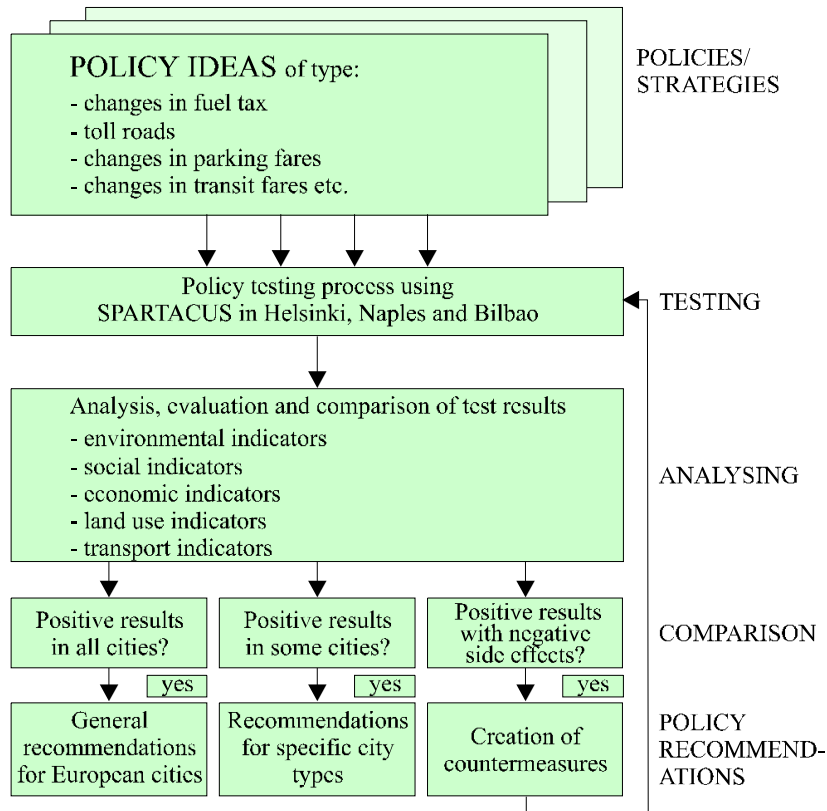 POLICY IDEAS of type:
- changes in fuel tax
- toll roads
- changes in parking fares
- changes in transit fares etc.
POLICIES/
STRATEGIES
Policy testing process using
SPARTACUS in Helsinki, Naples and Bilbao
TESTING
Analysis, evaluation and comparison of test results
- environmental indicators
- social indicators
- economic indicators
- land use indicators
- transport indicators
ANALYSING
Positive results
in all cities?
Positive results
in some cities?
Positive results
with negative
side effects?
COMPARISON
yes
yes
yes
General
recommendations
for European cities
Recommendations
for specific city
types
Creation of
countermeasures
POLICY
RECOMMEND-
ATIONS